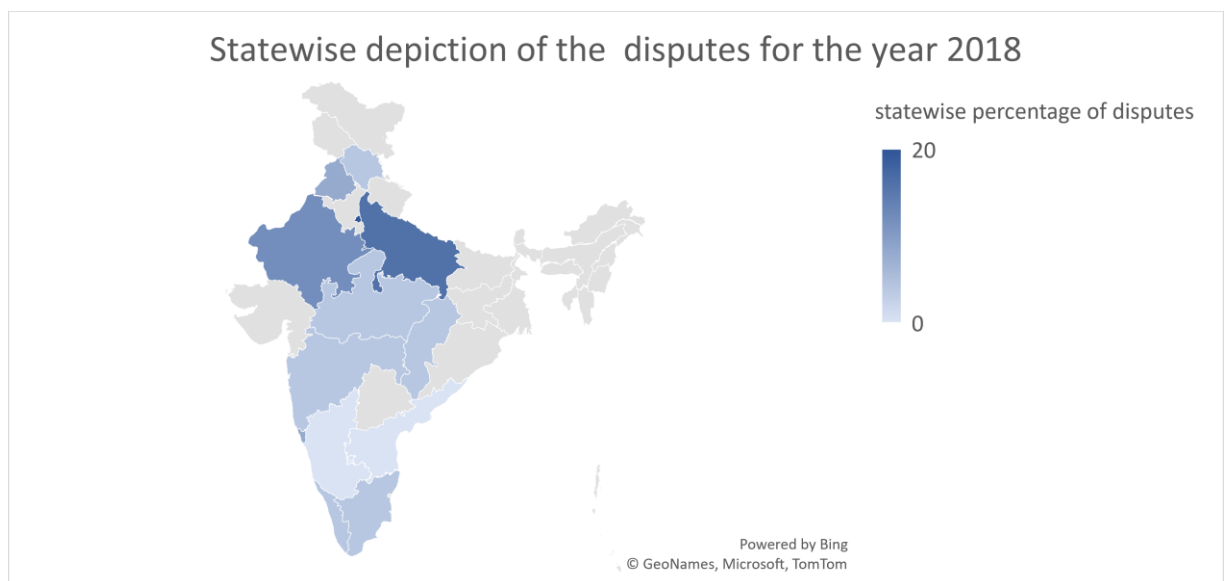 Statewise depiction of the  disputes for the year 2018
statewise percentage of disputes
20
0
Powered by Bing
© GeoNames, Microsoft, TomTom